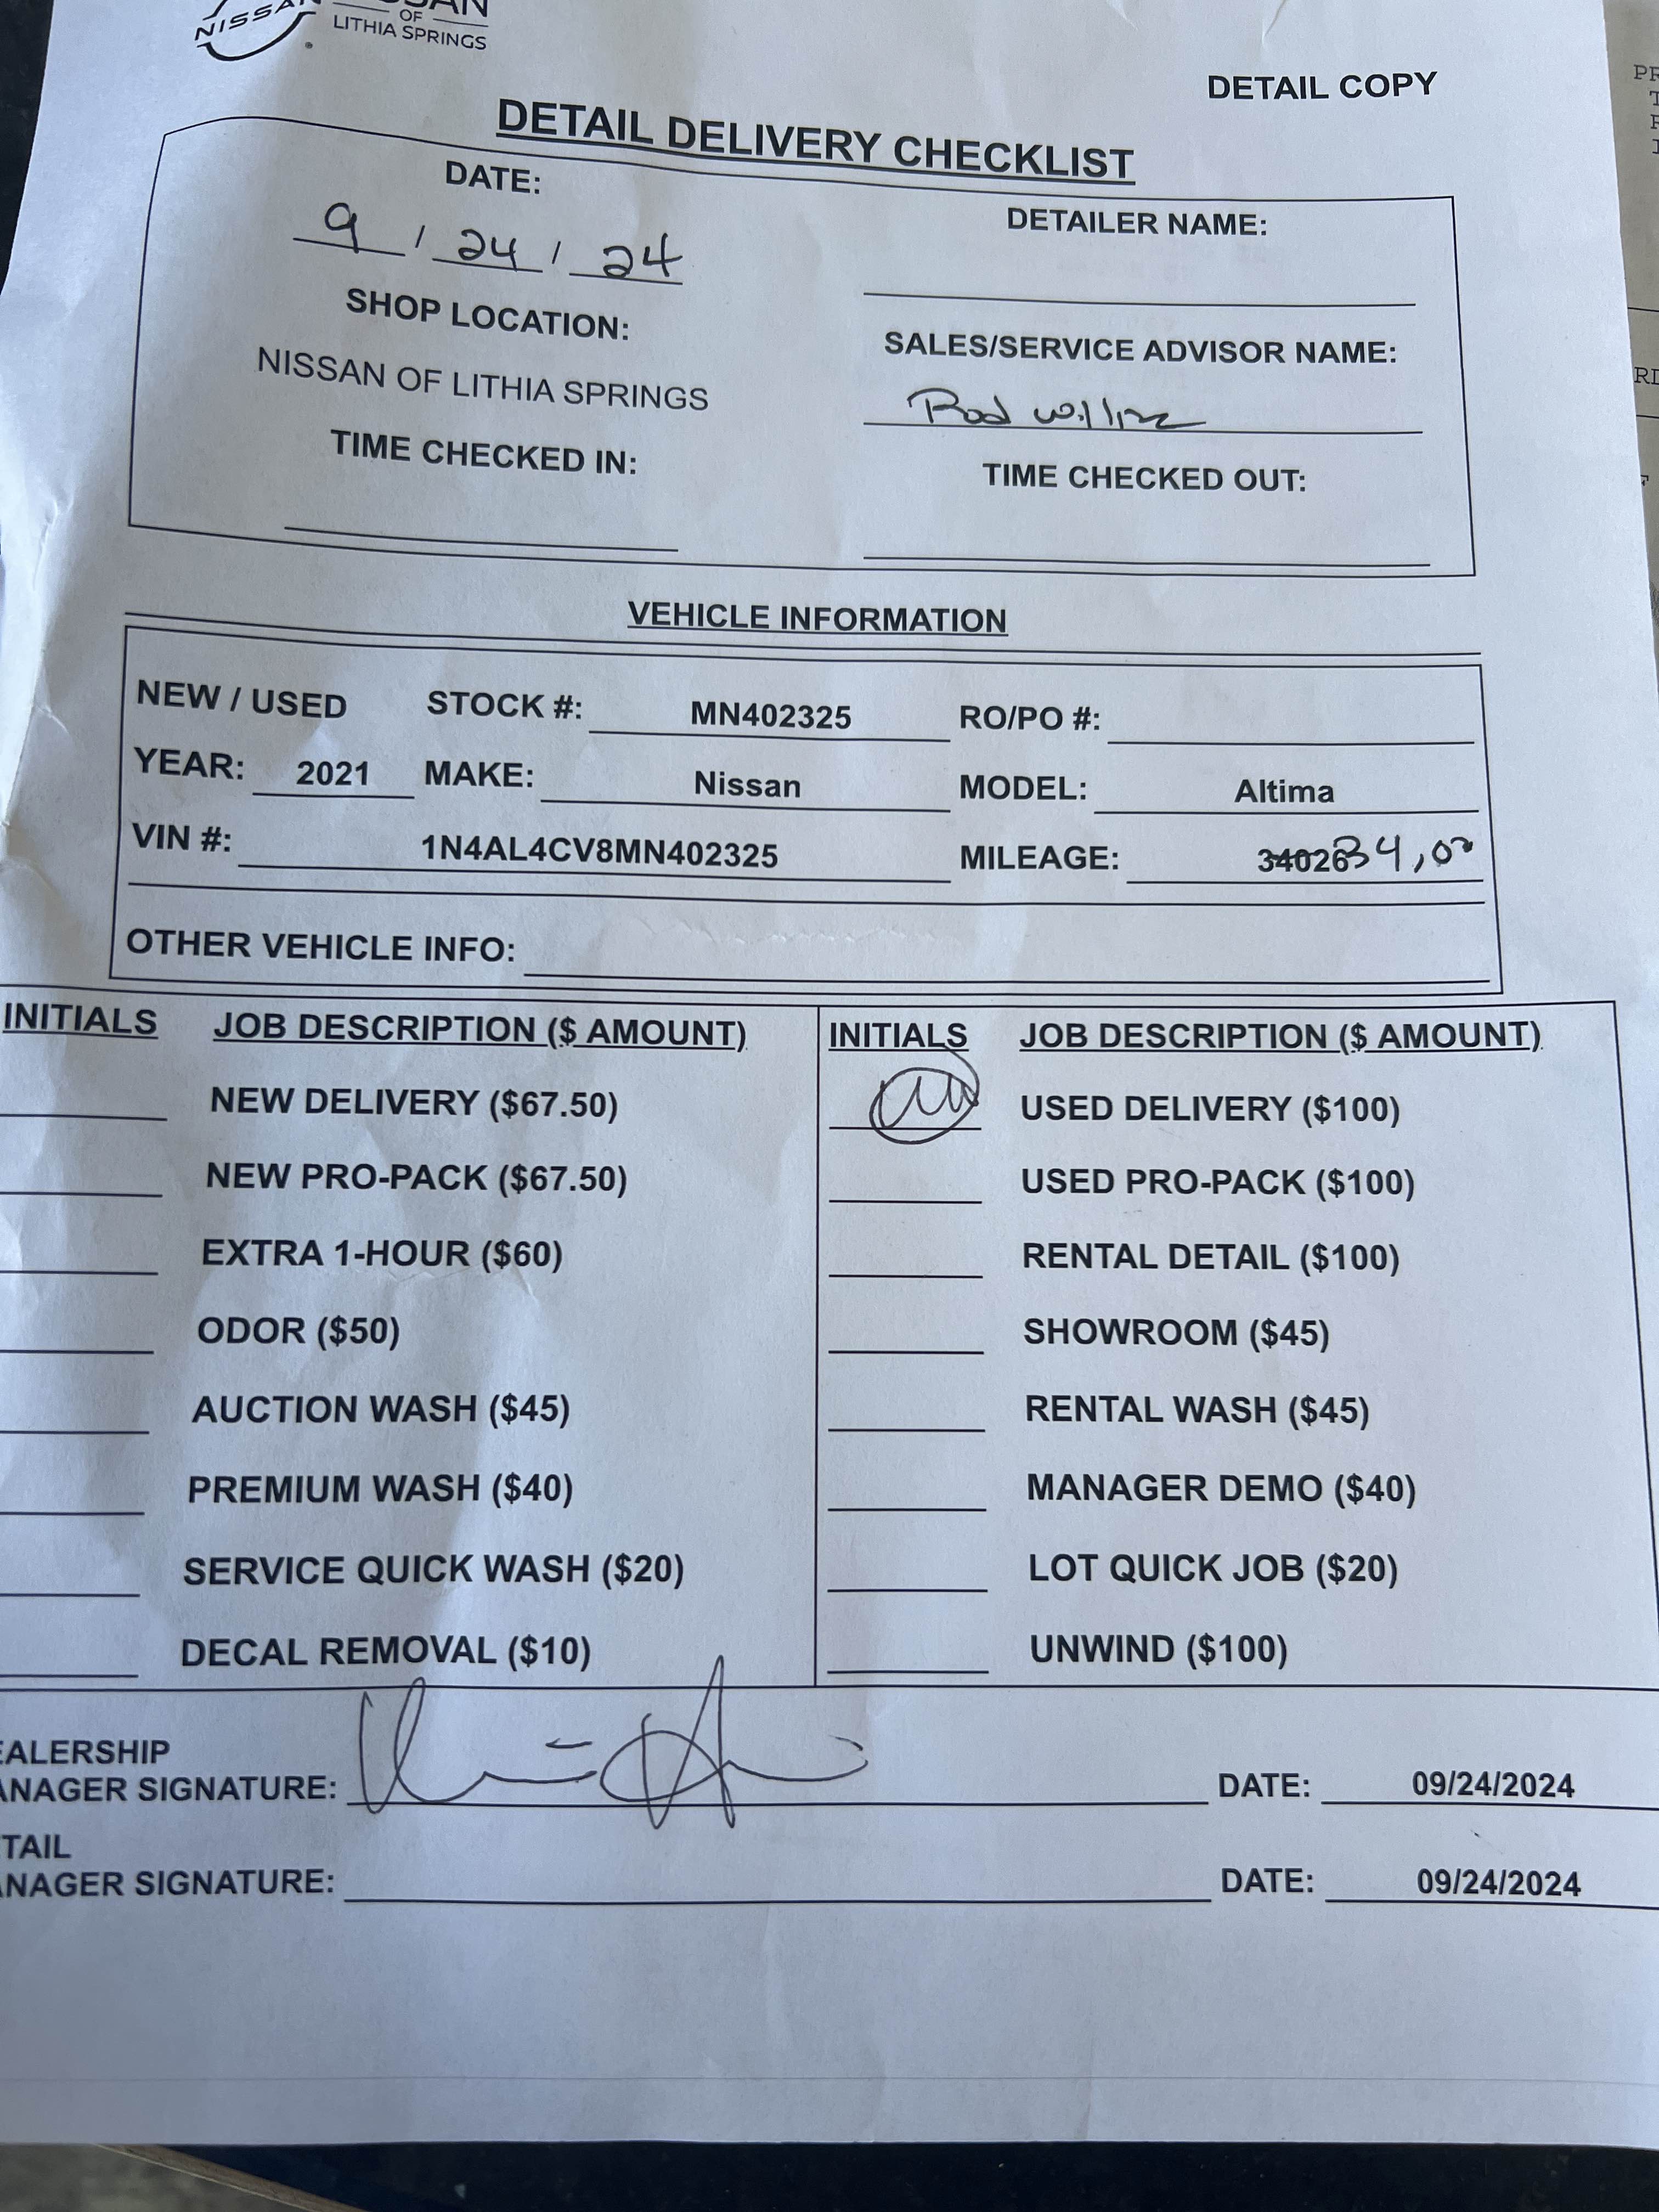 NISSAN
OF
LITHIA SPRINGS
DETAIL COPY
DETAIL DELIVERY CHECKLIST
DATE:
9 / 24 / 24
DETAILER NAME:
SHOP LOCATION:
NISSAN OF LITHIA SPRINGS
SALES/SERVICE ADVISOR NAME:
Rod
TIME CHECKED IN:
TIME CHECKED OUT:
VEHICLE INFORMATION
NEW / USED STOCK #: MN402325 RO/PO #:
YEAR: 2021 MAKE: Nissan MODEL: Altima
VIN #: 1N4AL4CV8MN402325 MILEAGE: 34026
OTHER VEHICLE INFO:
INITIALS JOB DESCRIPTION ($ AMOUNT) INITIALS JOB DESCRIPTION ($ AMOUNT)
NEW DELIVERY ($67.50) USED DELIVERY ($100)
NEW PRO-PACK ($67.50) USED PRO-PACK ($100)
EXTRA 1-HOUR ($60) RENTAL DETAIL ($100)
ODOR ($50) SHOWROOM ($45)
AUCTION WASH ($45) RENTAL WASH ($45)
PREMIUM WASH ($40) MANAGER DEMO ($40)
SERVICE QUICK WASH ($20) LOT QUICK JOB ($20)
DECAL REMOVAL ($10) UNWIND ($100)
EALERSHIP
ANAGER SIGNATURE: DATE: 09/24/2024
TAIL
ANAGER SIGNATURE: DATE: 09/24/2024